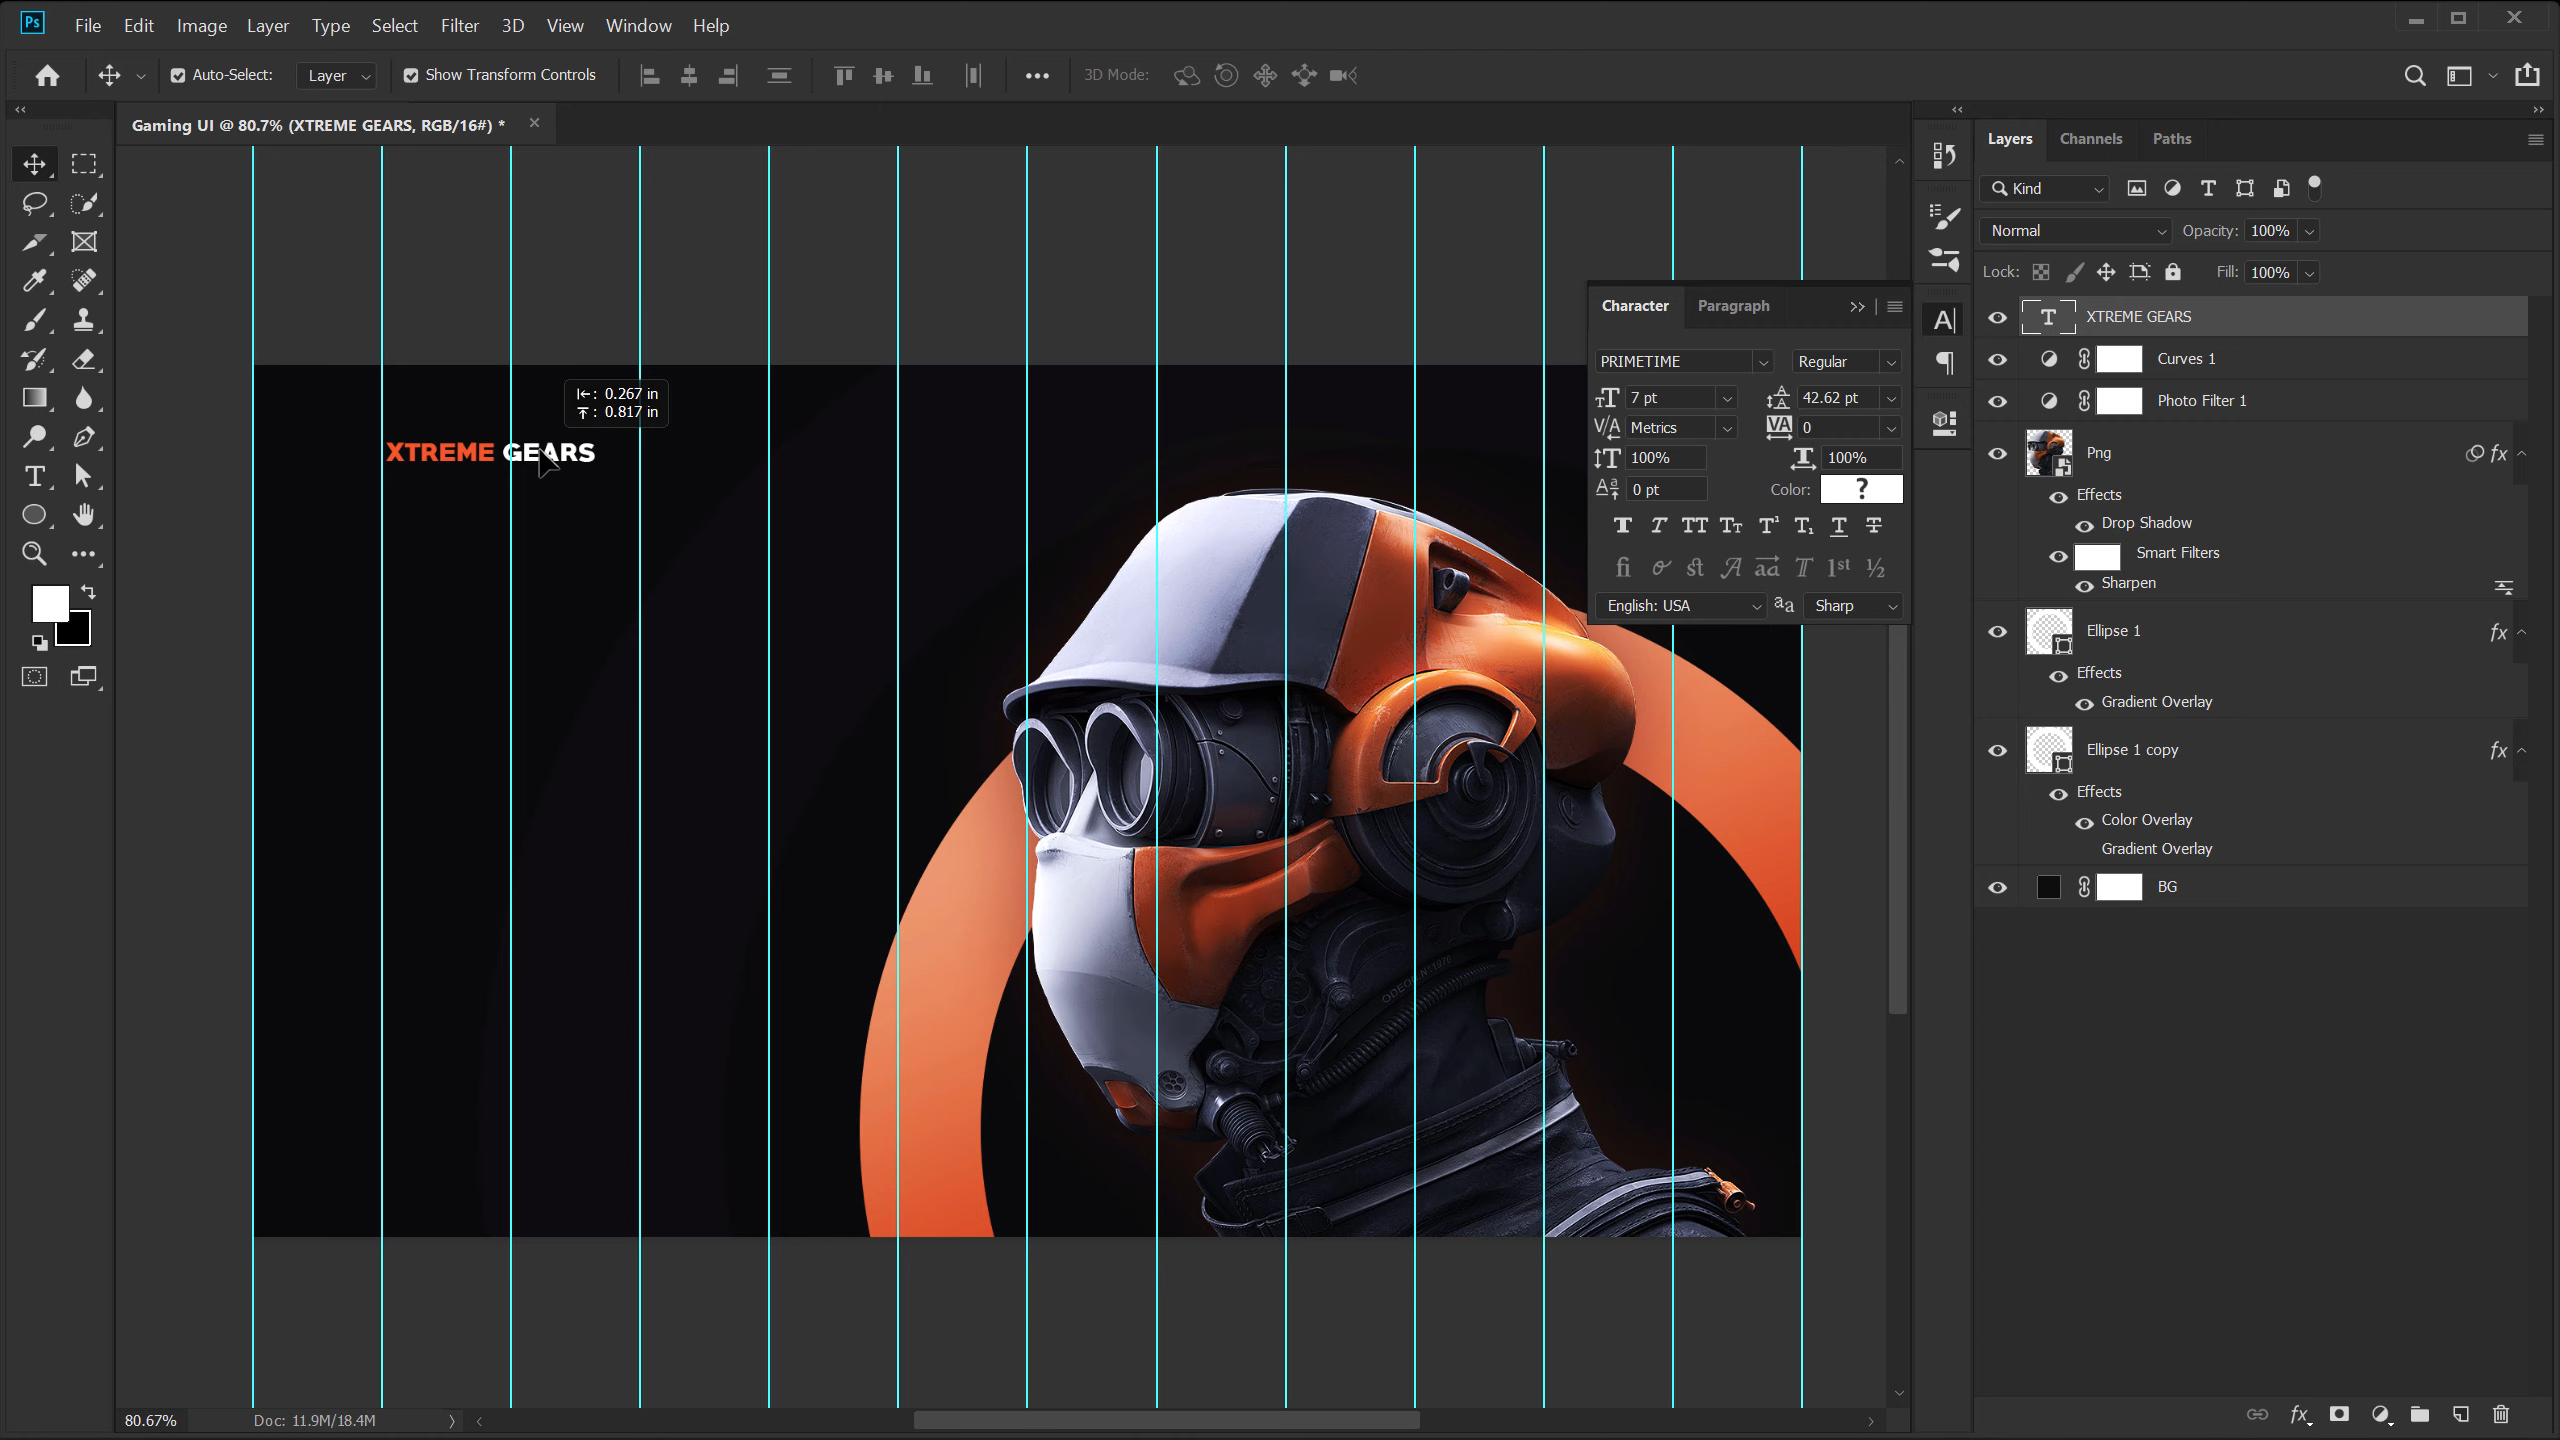 Ps
File Edit Image Layer Type Select Filter 3D View Window Help
Auto-Select: Layer Show Transform Controls 3D Mode:
Gaming UI @ 80.7% (XTREME GEARS, RGB/16#) *
0.267 in
0.817 in
XTREME GEARS
ODEON N:1976
80.67% Doc: 11.9M/18.4M
Character Paragraph
PRIMETIME Regular
7 pt 42.62 pt
Metrics 0
100% 100%
0 pt Color: ?
English: USA Sharp
Layers Channels Paths
Kind
Normal Opacity: 100%
Lock: Fill: 100%
XTREME GEARS
Curves 1
Photo Filter 1
Png
Effects
Drop Shadow
Smart Filters
Sharpen
Ellipse 1
Effects
Gradient Overlay
Ellipse 1 copy
Effects
Color Overlay
Gradient Overlay
BG